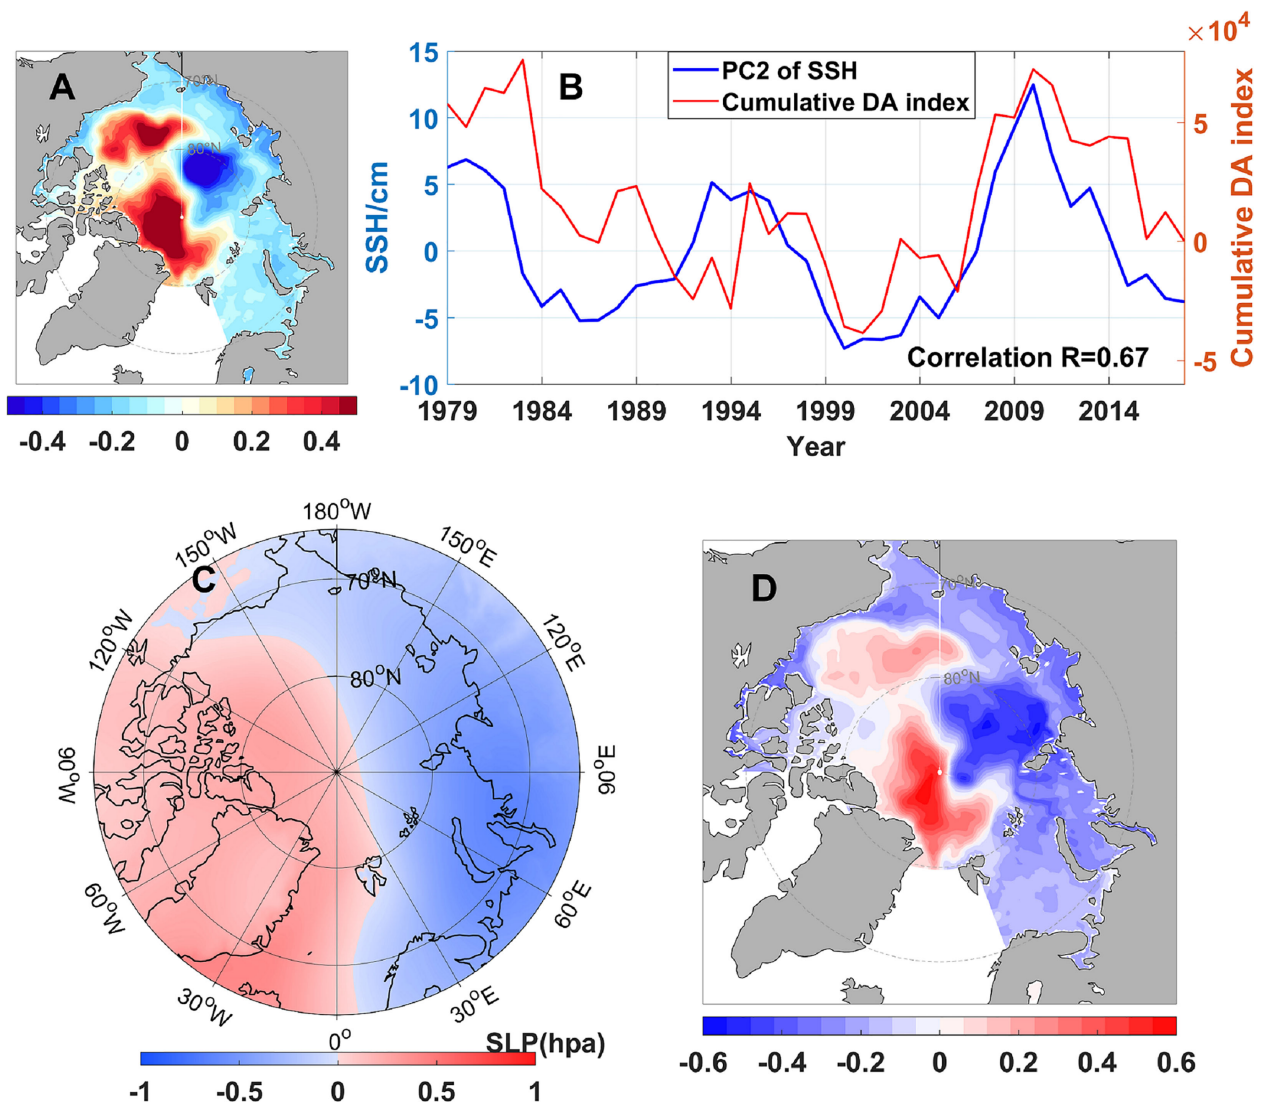 A
70°N
80°N
-0.4 -0.2 0 0.2 0.4
×10⁴
B
PC2 of SSH
Cumulative DA index
15
10
5
0
-5
-10
SSH/cm
5
0
-5
Cumulative DA index
Correlation R=0.67
1979 1984 1989 1994 1999 2004 2009 2014
Year
C
180°W
150°W
150°E
120°W
120°E
70°N
80°N
90°W
90°E
60°W
60°E
30°W
30°E
0°
SLP(hpa)
-1 -0.5 0 0.5 1
D
70°N
80°N
-0.6 -0.4 -0.2 0 0.2 0.4 0.6